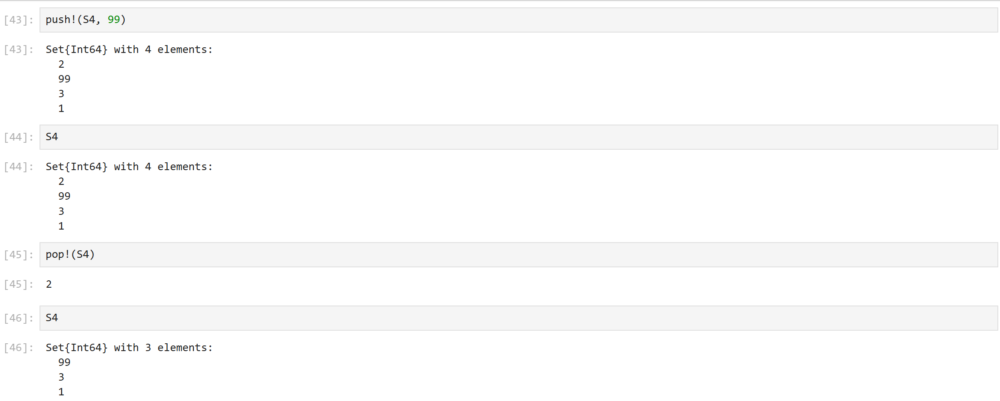 [43]: push!(S4, 99)
[43]: Set{Int64} with 4 elements:
2
99
3
1
[44]: S4
[44]: Set{Int64} with 4 elements:
2
99
3
1
[45]: pop!(S4)
[45]: 2
[46]: S4
[46]: Set{Int64} with 3 elements:
99
3
1